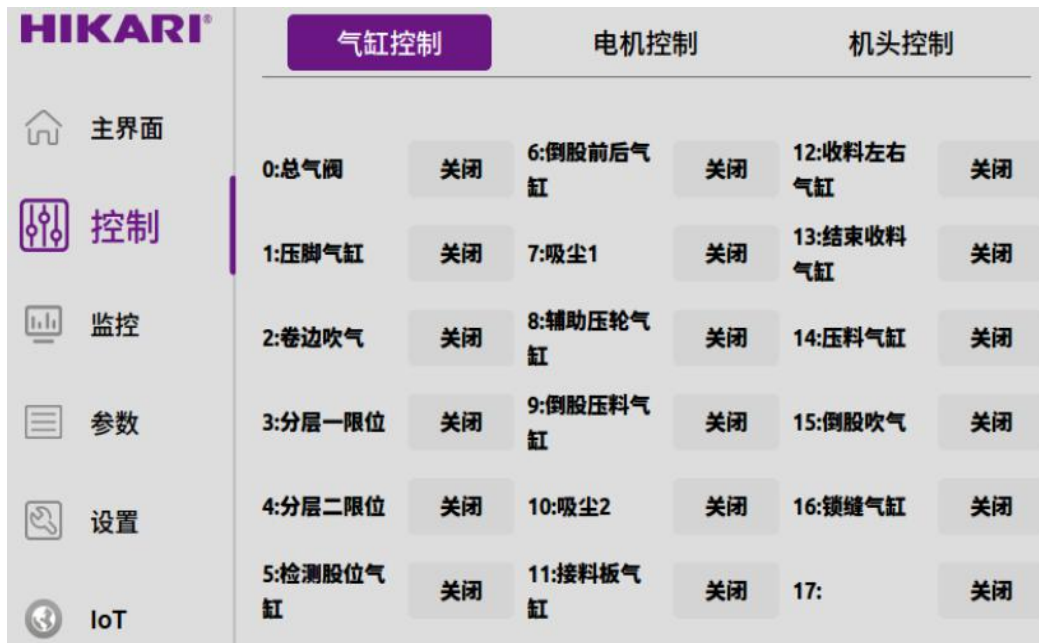 HIKARI®
主界面
控制
监控
参数
设置
IoT
气缸控制 电机控制 机头控制
0:总气阀 关闭
1:压脚气缸 关闭
2:卷边吹气 关闭
3:分层一限位 关闭
4:分层二限位 关闭
5:检测股位气
缸 关闭
6:倒股前后气
缸 关闭
7:吸尘1 关闭
8:辅助压轮气
缸 关闭
9:倒股压料气
缸 关闭
10:吸尘2 关闭
11:接料板气
缸 关闭
12:收料左右
气缸 关闭
13:结束收料
气缸 关闭
14:压料气缸 关闭
15:倒股吹气 关闭
16:锁缝气缸 关闭
17: 关闭